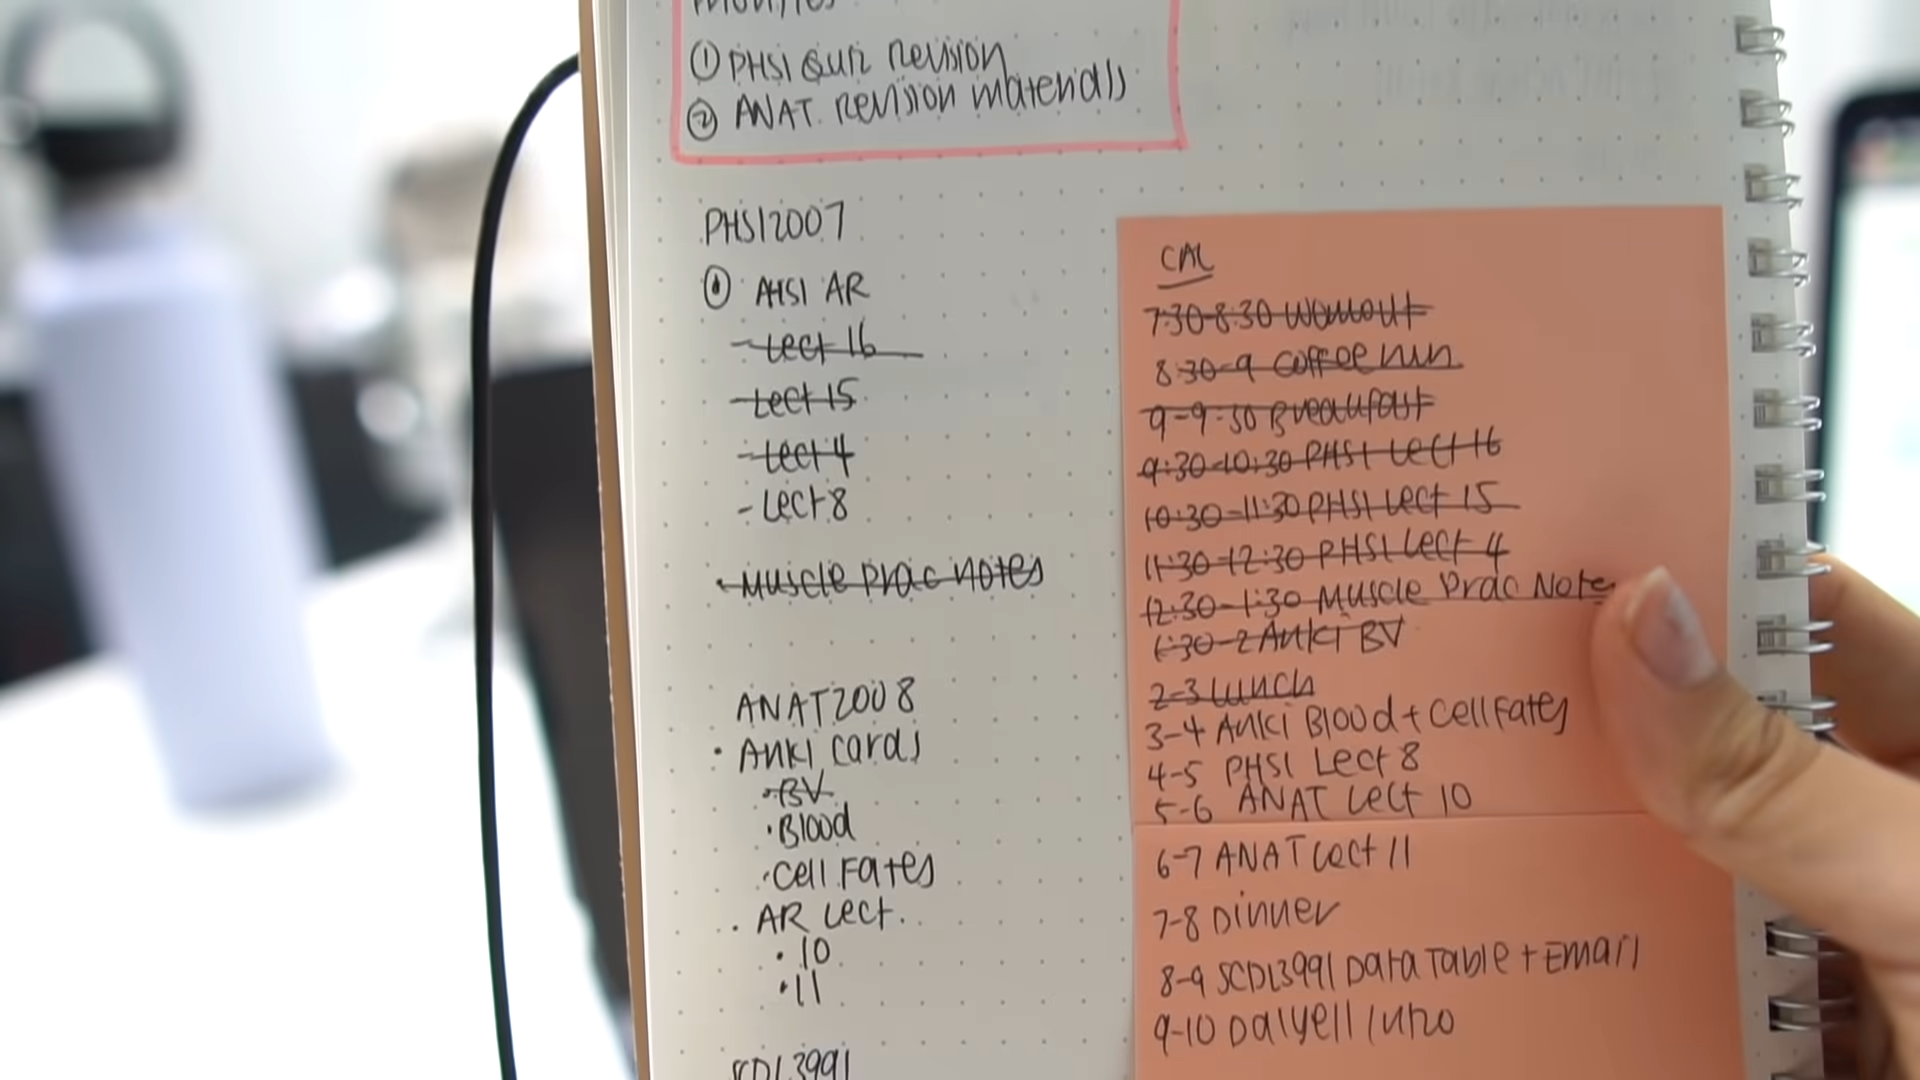 ① PHSI Quiz Revision
② ANAT. Revision materials
PHSI2007
PHSI AR
- Lect 16
- Lect 15
- Lect 4
- Lect 8
• Muscle Prac Notes
ANAT2008
• Anki cards
• BV
• Blood
• Cell Fates
• AR Lect.
• 10
• 11
SCDL3991
CAL
7:30-8:30 Workout
8:30-9 Coffee run
9-9:30 Breakfast
9:30-10:30 PHSI Lect 16
10:30-11:30 PHSI Lect 15
11:30-12:30 PHSI Lect 4
12:30-1:30 Muscle Prac Note
1:30-2 Anki BV
2-3 Lunch
3-4 Anki Blood + Cell Fates
4-5 PHSI Lect 8
5-6 ANAT Lect 10
6-7 ANAT Lect 11
7-8 Dinner
8-9 SCDL3991 Data Table + Email
9-10 Dalyell